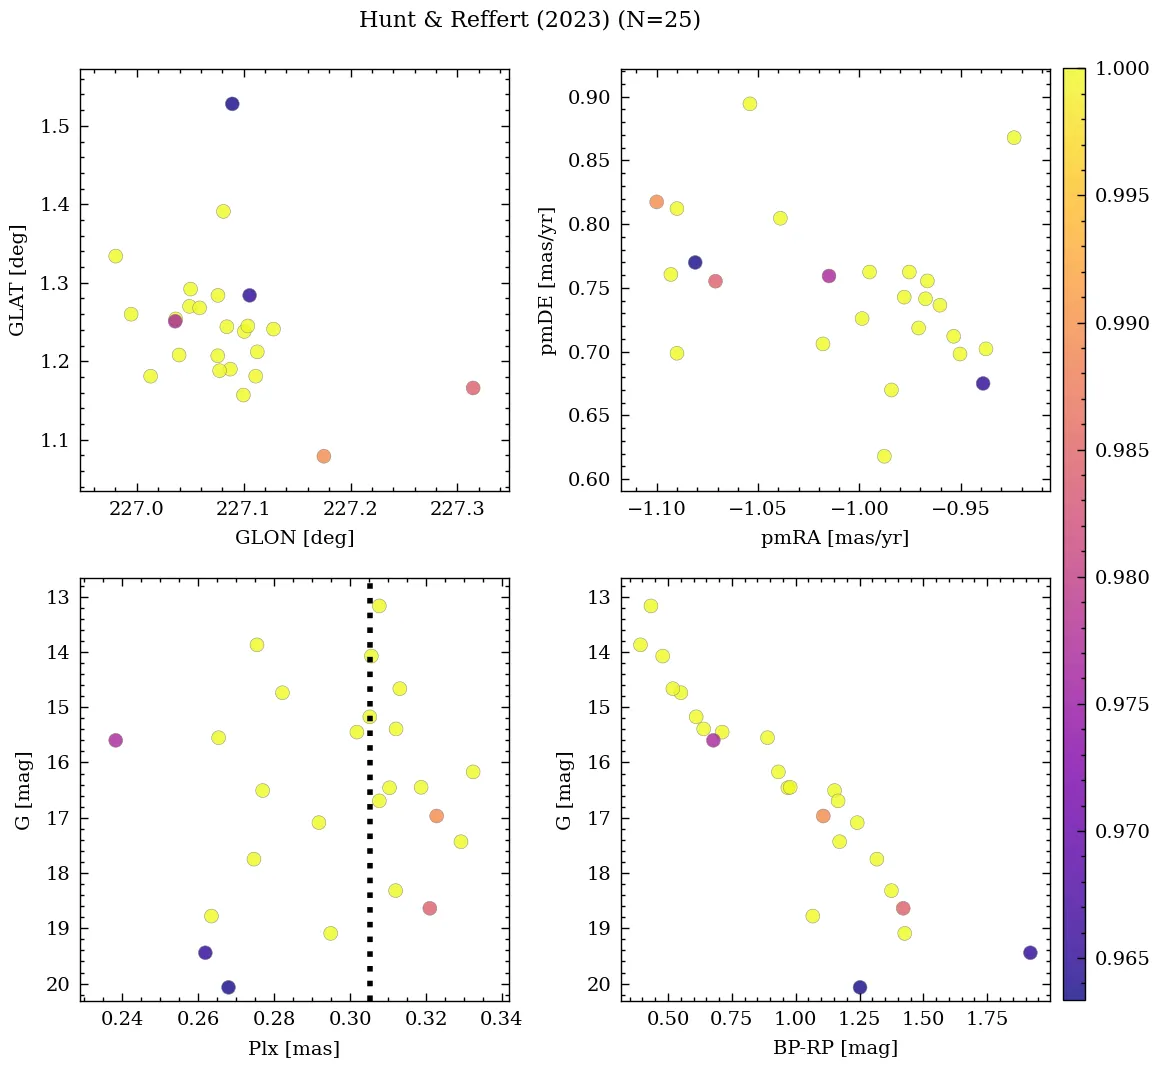 Hunt & Reffert (2023) (N=25)
1.5
1.4
1.3
1.2
1.1
GLAT [deg]
227.0 227.1 227.2 227.3
GLON [deg]
0.90
0.85
0.80
0.75
0.70
0.65
0.60
pmDE [mas/yr]
−1.10 −1.05 −1.00 −0.95
pmRA [mas/yr]
1.000
0.995
0.990
0.985
0.980
0.975
0.970
0.965
13
14
15
16
17
18
19
20
G [mag]
0.24 0.26 0.28 0.30 0.32 0.34
Plx [mas]
13
14
15
16
17
18
19
20
G [mag]
0.50 0.75 1.00 1.25 1.50 1.75
BP-RP [mag]